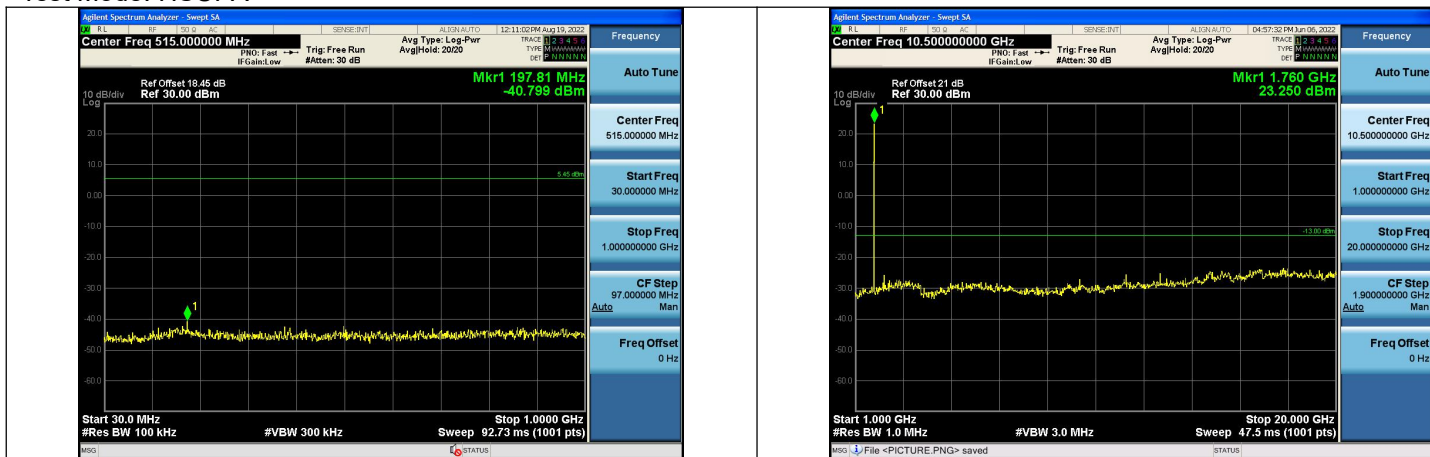 Agilent Spectrum Analyzer - Swept SA
RL RF 50 Ω AC SENSE:INT ALIGN AUTO 12:11:02 PM Aug 19, 2022
Center Freq 515.000000 MHz
PNO: Fast
IFGain:Low
Trig: Free Run
#Atten: 30 dB
Avg Type: Log-Pwr
Avg|Hold: 20/20
TRACE 1 2 3 4 5 6
TYPE M
DET P N N N N N
Mkr1 197.81 MHz
-40.799 dBm
Ref Offset 18.45 dB
10 dB/div Ref 30.00 dBm
Log
20.0
10.0
5.45 dBm
0.00
-10.0
-20.0
-30.0
1
-40.0
-50.0
-60.0
Start 30.0 MHz Stop 1.0000 GHz
#Res BW 100 kHz #VBW 300 kHz Sweep 92.73 ms (1001 pts)
MSG STATUS
Frequency
Auto Tune
Center Freq
515.000000 MHz
Start Freq
30.000000 MHz
Stop Freq
1.000000000 GHz
CF Step
97.000000 MHz
Auto Man
Freq Offset
0 Hz
Agilent Spectrum Analyzer - Swept SA
RL RF 50 Ω AC SENSE:INT ALIGN AUTO 04:57:32 PM Jun 06, 2022
Center Freq 10.500000000 GHz
PNO: Fast
IFGain:Low
Trig: Free Run
#Atten: 30 dB
Avg Type: Log-Pwr
Avg|Hold: 20/20
TRACE 1 2 3 4 5 6
TYPE M
DET P N N N N N
Mkr1 1.760 GHz
23.250 dBm
Ref Offset 21 dB
10 dB/div Ref 30.00 dBm
Log
1
20.0
10.0
0.00
-10.0
-13.00 dBm
-20.0
-30.0
-40.0
-50.0
-60.0
Start 1.000 GHz Stop 20.000 GHz
#Res BW 1.0 MHz #VBW 3.0 MHz Sweep 47.5 ms (1001 pts)
MSG File <PICTURE.PNG> saved STATUS
Frequency
Auto Tune
Center Freq
10.500000000 GHz
Start Freq
1.000000000 GHz
Stop Freq
20.000000000 GHz
CF Step
1.900000000 GHz
Auto Man
Freq Offset
0 Hz